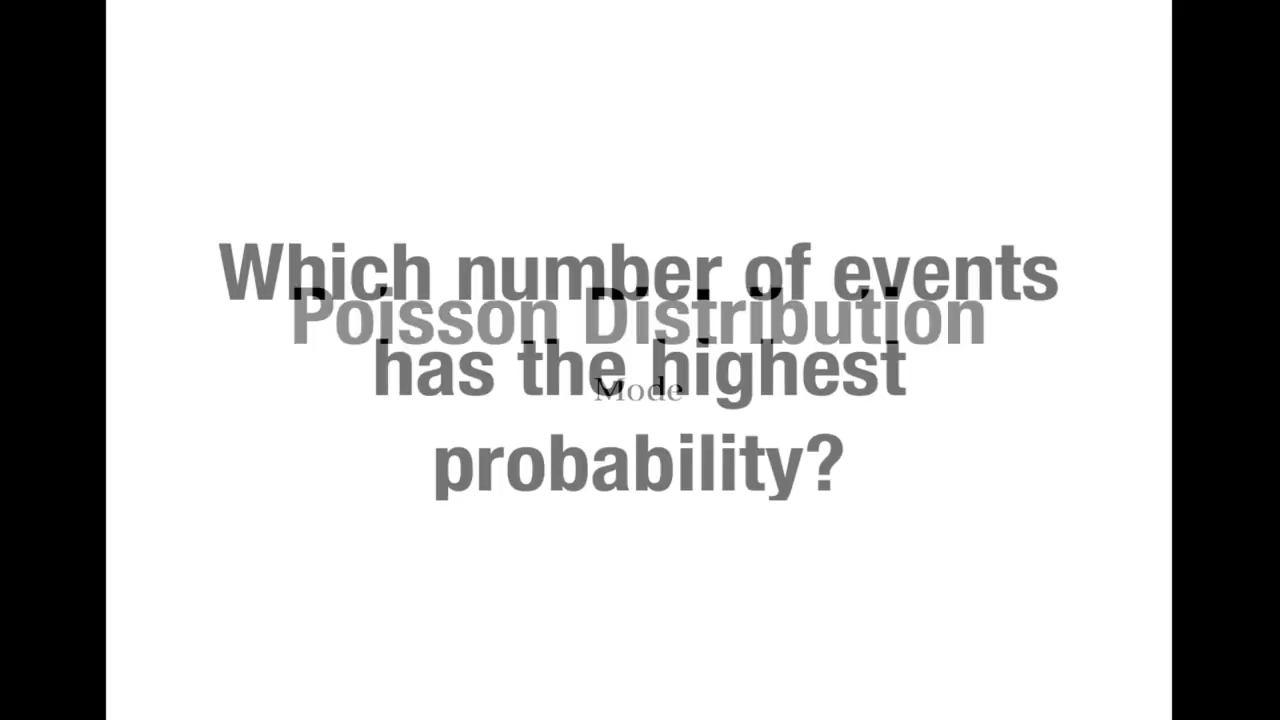 Which number of events
Poisson Distribution
has the highest
Mode
probability?